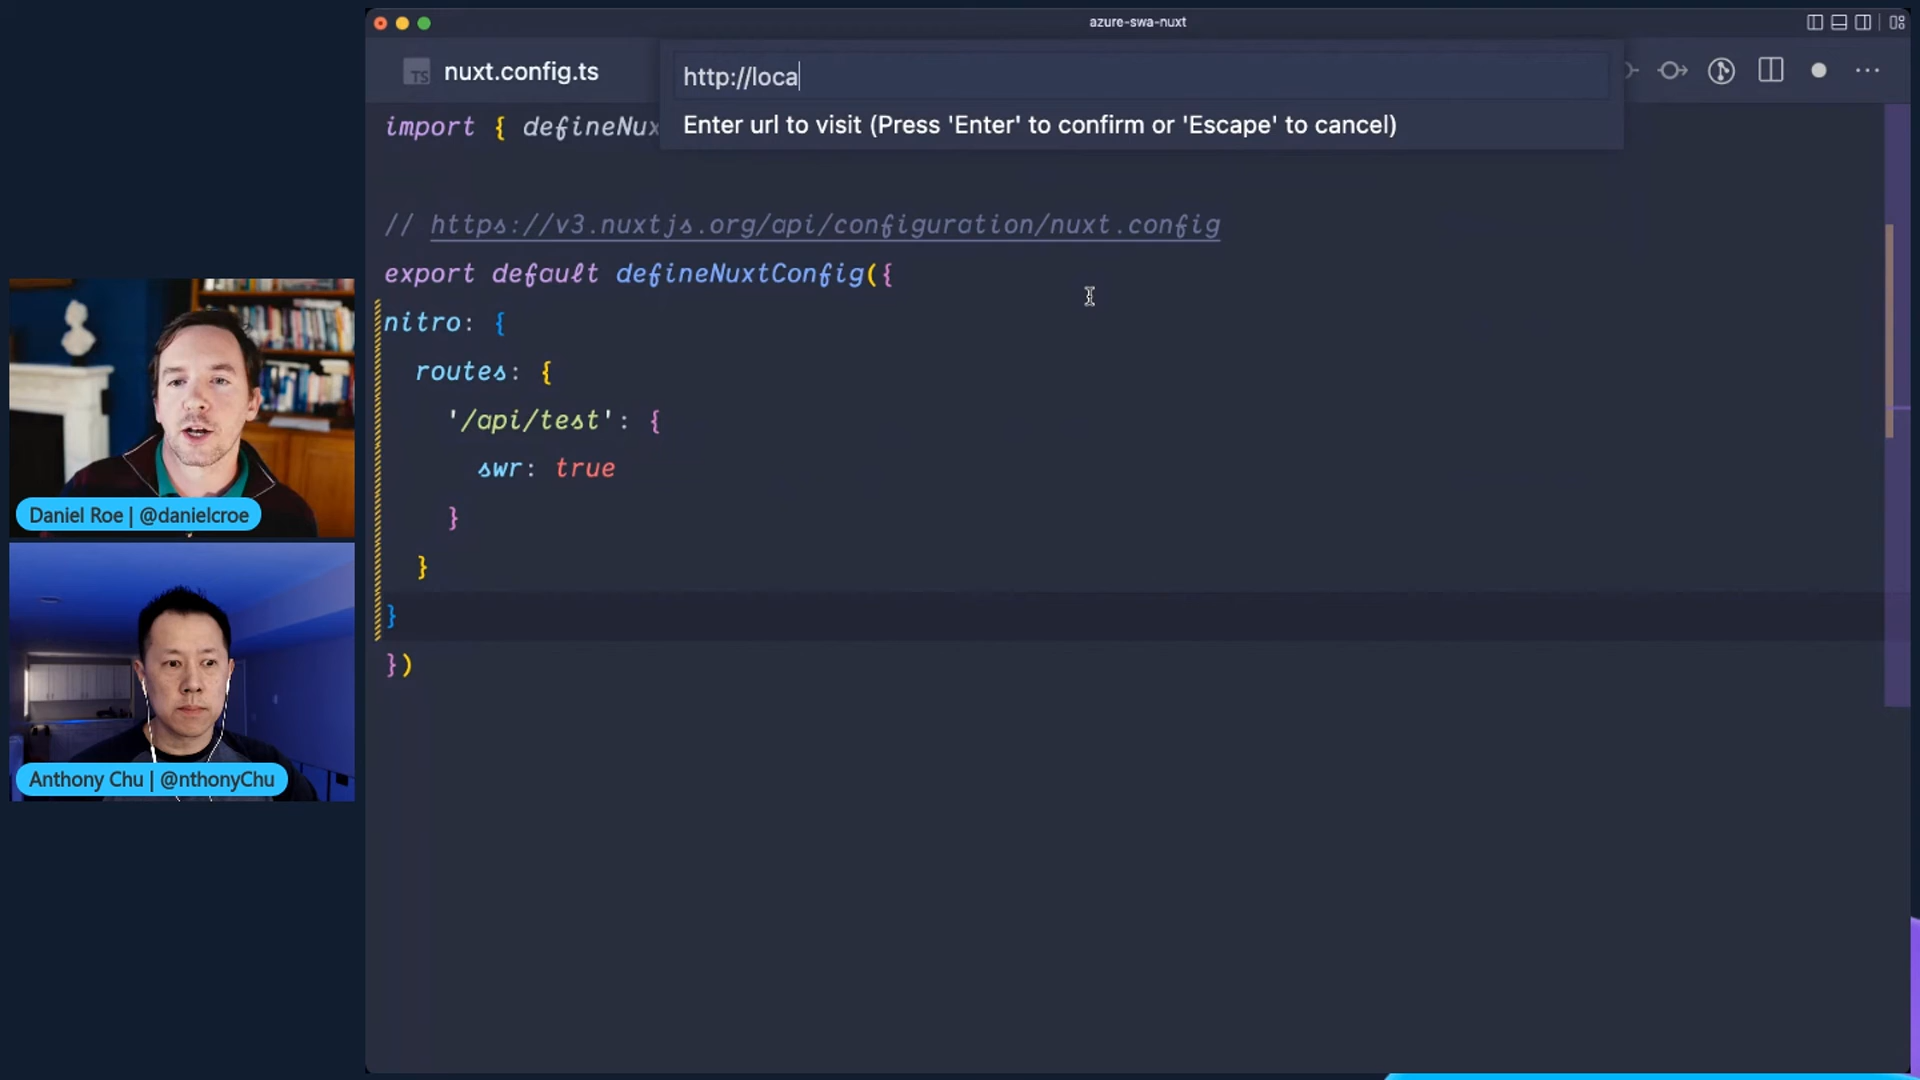 azure-swa-nuxt
TS nuxt.config.ts
http://loca
Enter url to visit (Press 'Enter' to confirm or 'Escape' to cancel)
import { defineNux
// https://v3.nuxtjs.org/api/configuration/nuxt.config
export default defineNuxtConfig({
nitro: {
routes: {
'/api/test': {
swr: true
}
}
}
})
Daniel Roe | @danielcroe
Anthony Chu | @nthonyChu